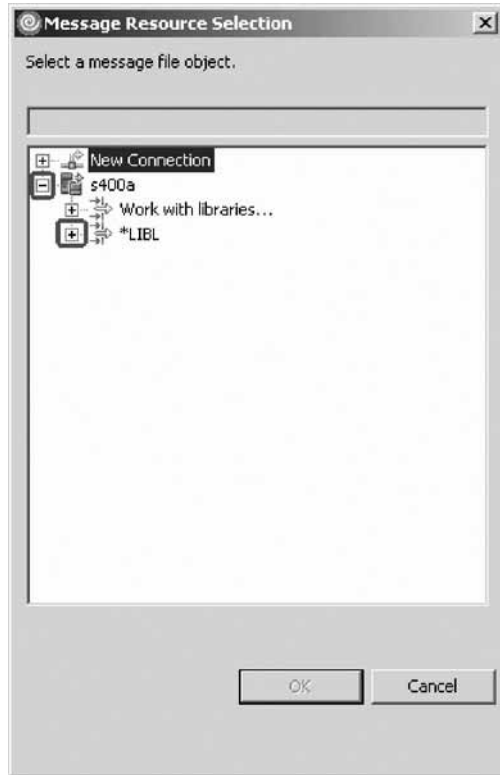 Message Resource Selection
Select a message file object.
New Connection
s400a
Work with libraries...
*LIBL
OK
Cancel